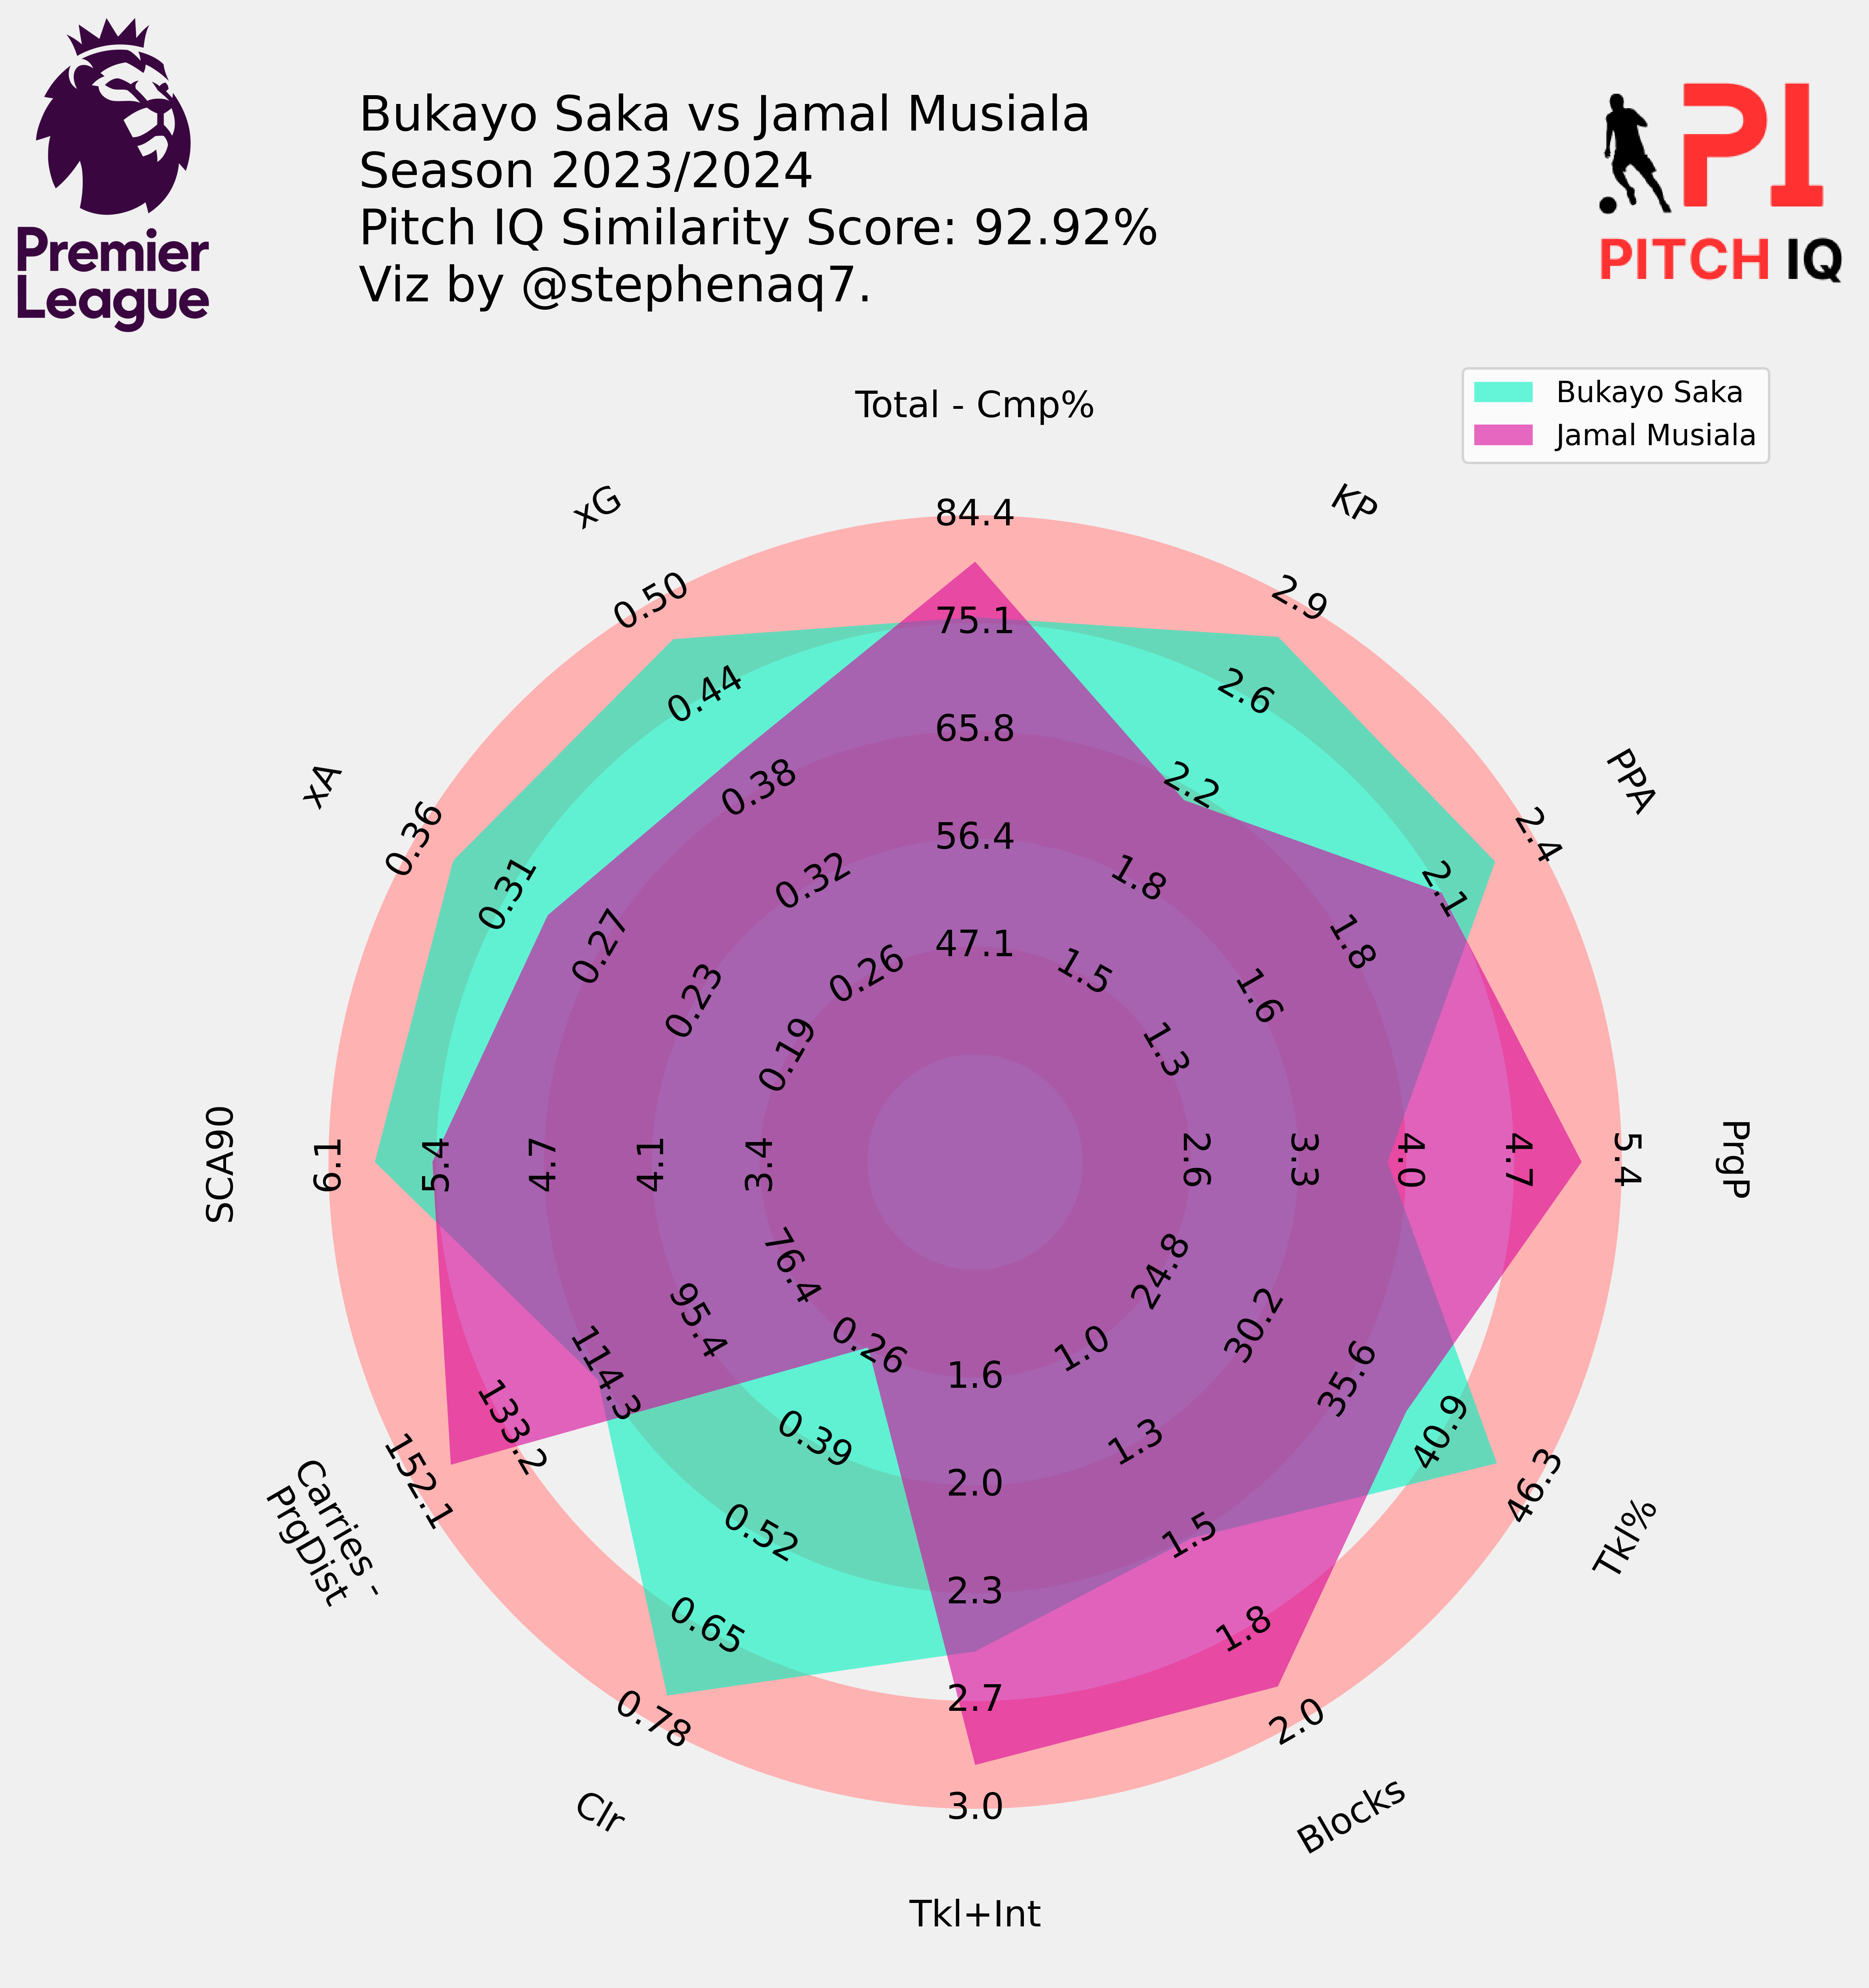 Premier
League
Bukayo Saka vs Jamal Musiala
Season 2023/2024
Pitch IQ Similarity Score: 92.92%
Viz by @stephenaq7.
PI
PITCH IQ
Bukayo Saka
Jamal Musiala
Total - Cmp%
84.4
75.1
65.8
56.4
47.1
KP
2.9
2.6
2.2
1.8
1.5
PPA
2.4
2.1
1.8
1.6
1.3
PrgP
5.4
4.7
4.0
3.3
2.6
Tkl%
46.3
40.9
35.6
30.2
24.8
Blocks
2.0
1.8
1.5
1.3
1.0
Tkl+Int
3.0
2.7
2.3
2.0
1.6
Clr
0.78
0.65
0.52
0.39
0.26
Carries -
PrgDist
152.1
133.2
114.3
95.4
76.4
SCA90
6.1
5.4
4.7
4.1
3.4
xA
0.36
0.31
0.27
0.23
0.19
xG
0.50
0.44
0.38
0.32
0.26